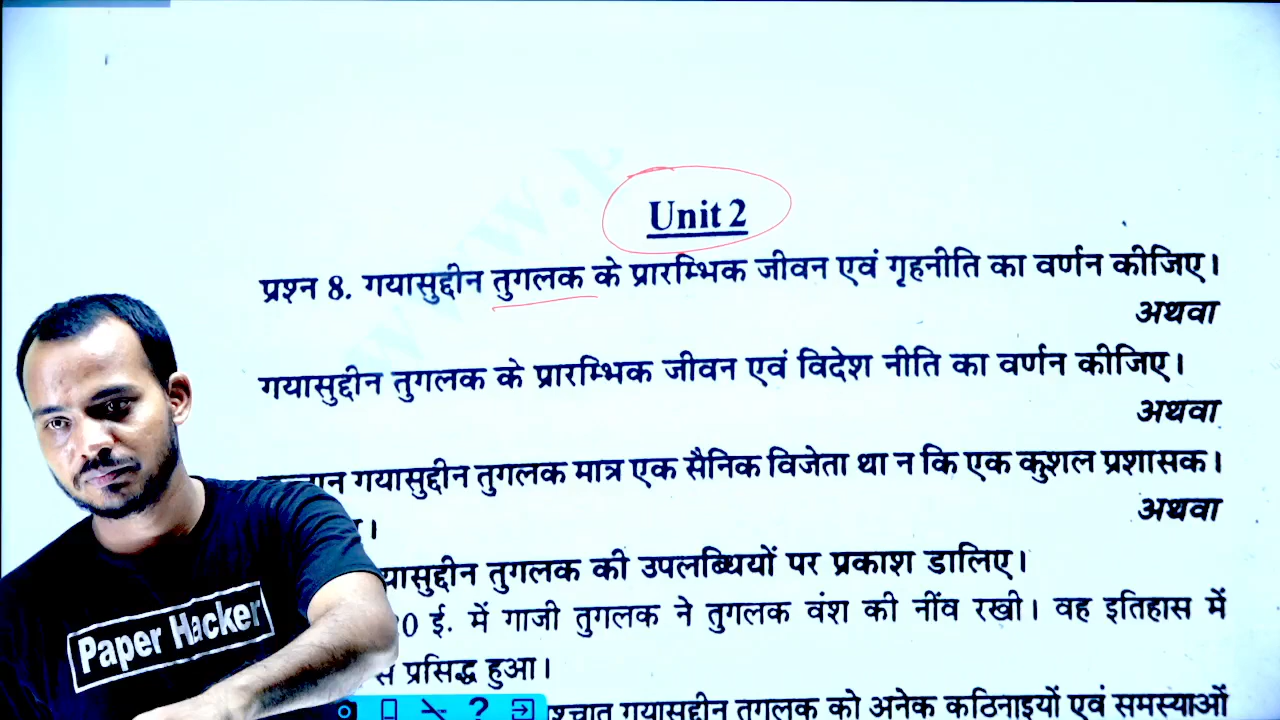 Unit 2
प्रश्न 8. गयासुद्दीन तुगलक के प्रारम्भिक जीवन एवं गृहनीति का वर्णन कीजिए।
अथवा
गयासुद्दीन तुगलक के प्रारम्भिक जीवन एवं विदेश नीति का वर्णन कीजिए।
अथवा
गयासुद्दीन तुगलक मात्र एक सैनिक विजेता था न कि एक कुशल प्रशासक।
अथवा
तुगलक की उपलब्धियों पर प्रकाश डालिए।
ई. में गाजी तुगलक ने तुगलक वंश की नींव रखी। वह इतिहास में
प्रसिद्ध हुआ।
गयासुद्दीन तुगलक को अनेक कठिनाइयों एवं समस्याओं
Paper Hacker